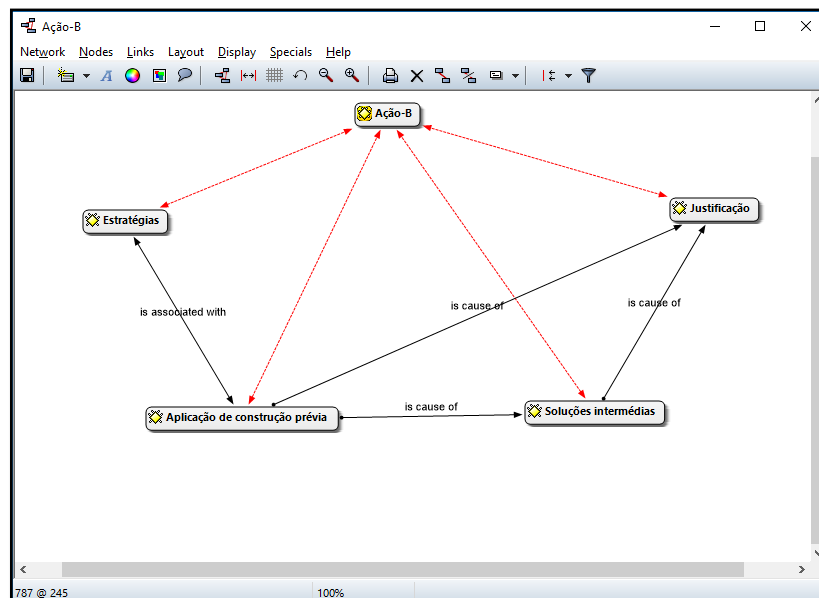 Ação-B
Network Nodes Links Layout Display Specials Help
Ação-B
Estratégias
Justificação
is cause of
is cause of
is associated with
is cause of
Aplicação de construção prévia
Soluções intermédias
787 @ 245
100%